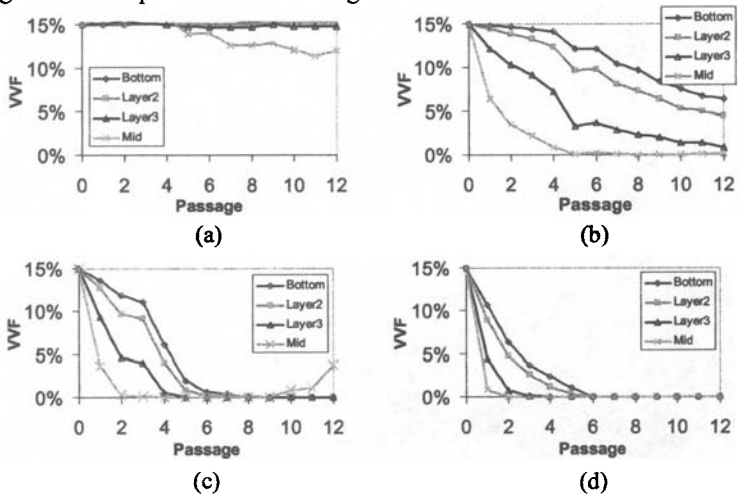 15%
10%
5%
0%
VVF
Bottom
Layer2
Layer3
Mid
0 2 4 6 8 10 12
Passage
(a)
15%
10%
5%
0%
VVF
Bottom
Layer2
Layer3
Mid
0 2 4 6 8 10 12
Passage
(b)
15%
10%
5%
0%
VVF
Bottom
Layer2
Layer3
Mid
0 2 4 6 8 10 12
Passage
(c)
15%
10%
5%
0%
VVF
Bottom
Layer2
Layer3
Mid
0 2 4 6 8 10 12
Passage
(d)